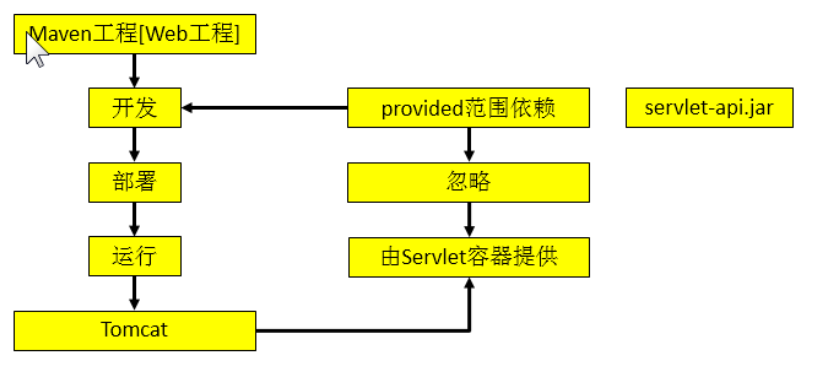 Maven工程[Web工程]
开发
provided范围依赖
servlet-api.jar
部署
忽略
运行
由Servlet容器提供
Tomcat